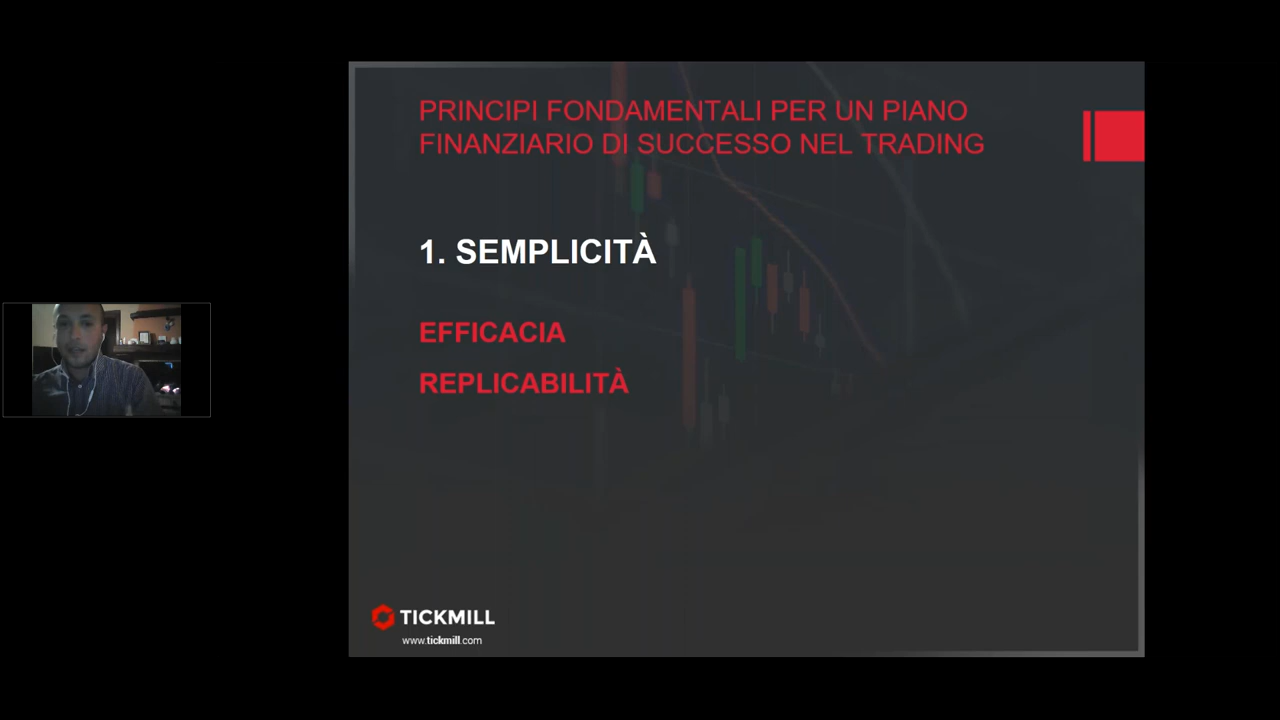 PRINCIPI FONDAMENTALI PER UN PIANO
FINANZIARIO DI SUCCESSO NEL TRADING
1. SEMPLICITÀ
EFFICACIA
REPLICABILITÀ
TICKMILL
www.tickmill.com